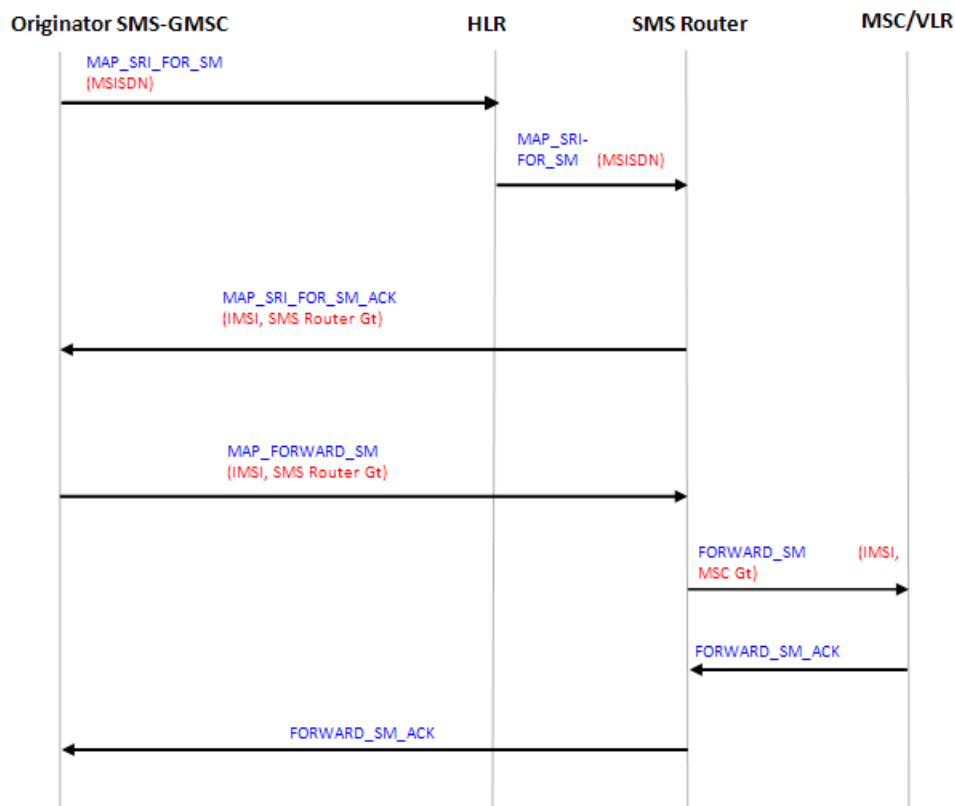 Originator SMS-GMSC HLR SMS Router MSC/VLR
MAP_SRI_FOR_SM
(MSISDN)
MAP_SRI-
FOR_SM (MSISDN)
MAP_SRI_FOR_SM_ACK
(IMSI, SMS Router Gt)
MAP_FORWARD_SM
(IMSI, SMS Router Gt)
FORWARD_SM (IMSI,
MSC Gt)
FORWARD_SM_ACK
FORWARD_SM_ACK